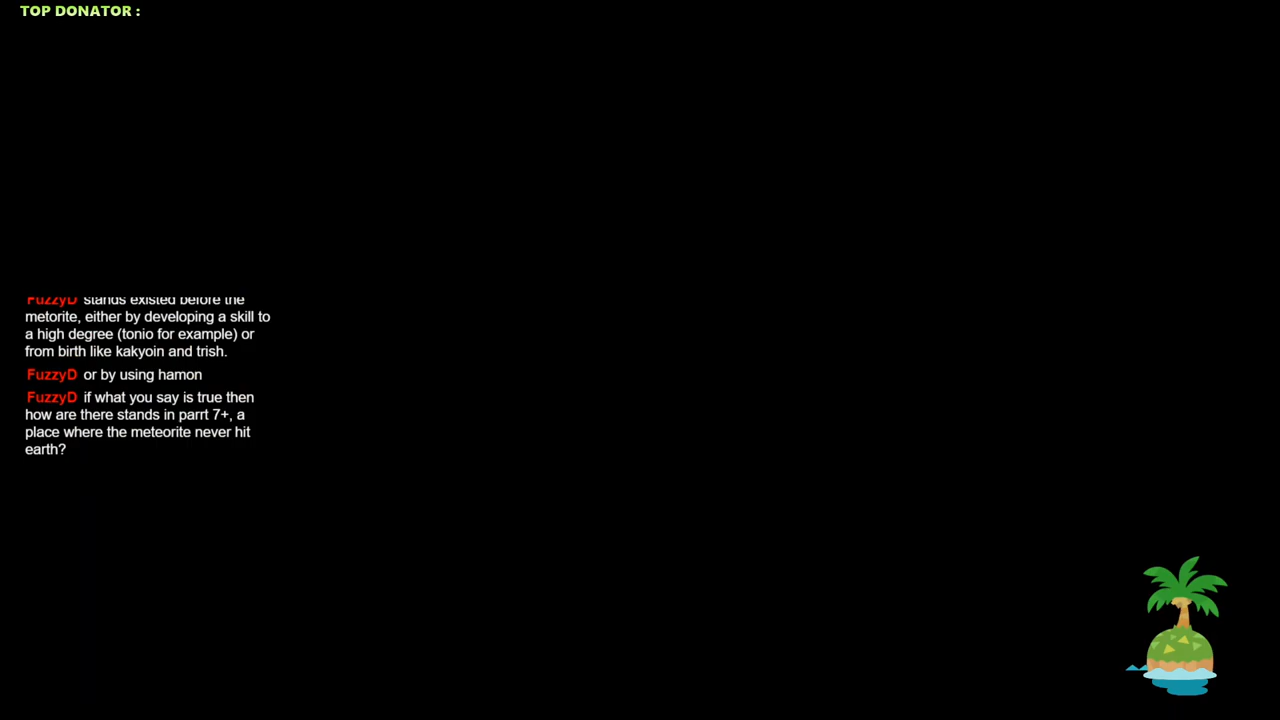 TOP DONATOR :
FuzzyD stands existed before the
metorite, either by developing a skill to
a high degree (tonio for example) or
from birth like kakyoin and trish.
FuzzyD or by using hamon
FuzzyD if what you say is true then
how are there stands in parrt 7+, a
place where the meteorite never hit
earth?